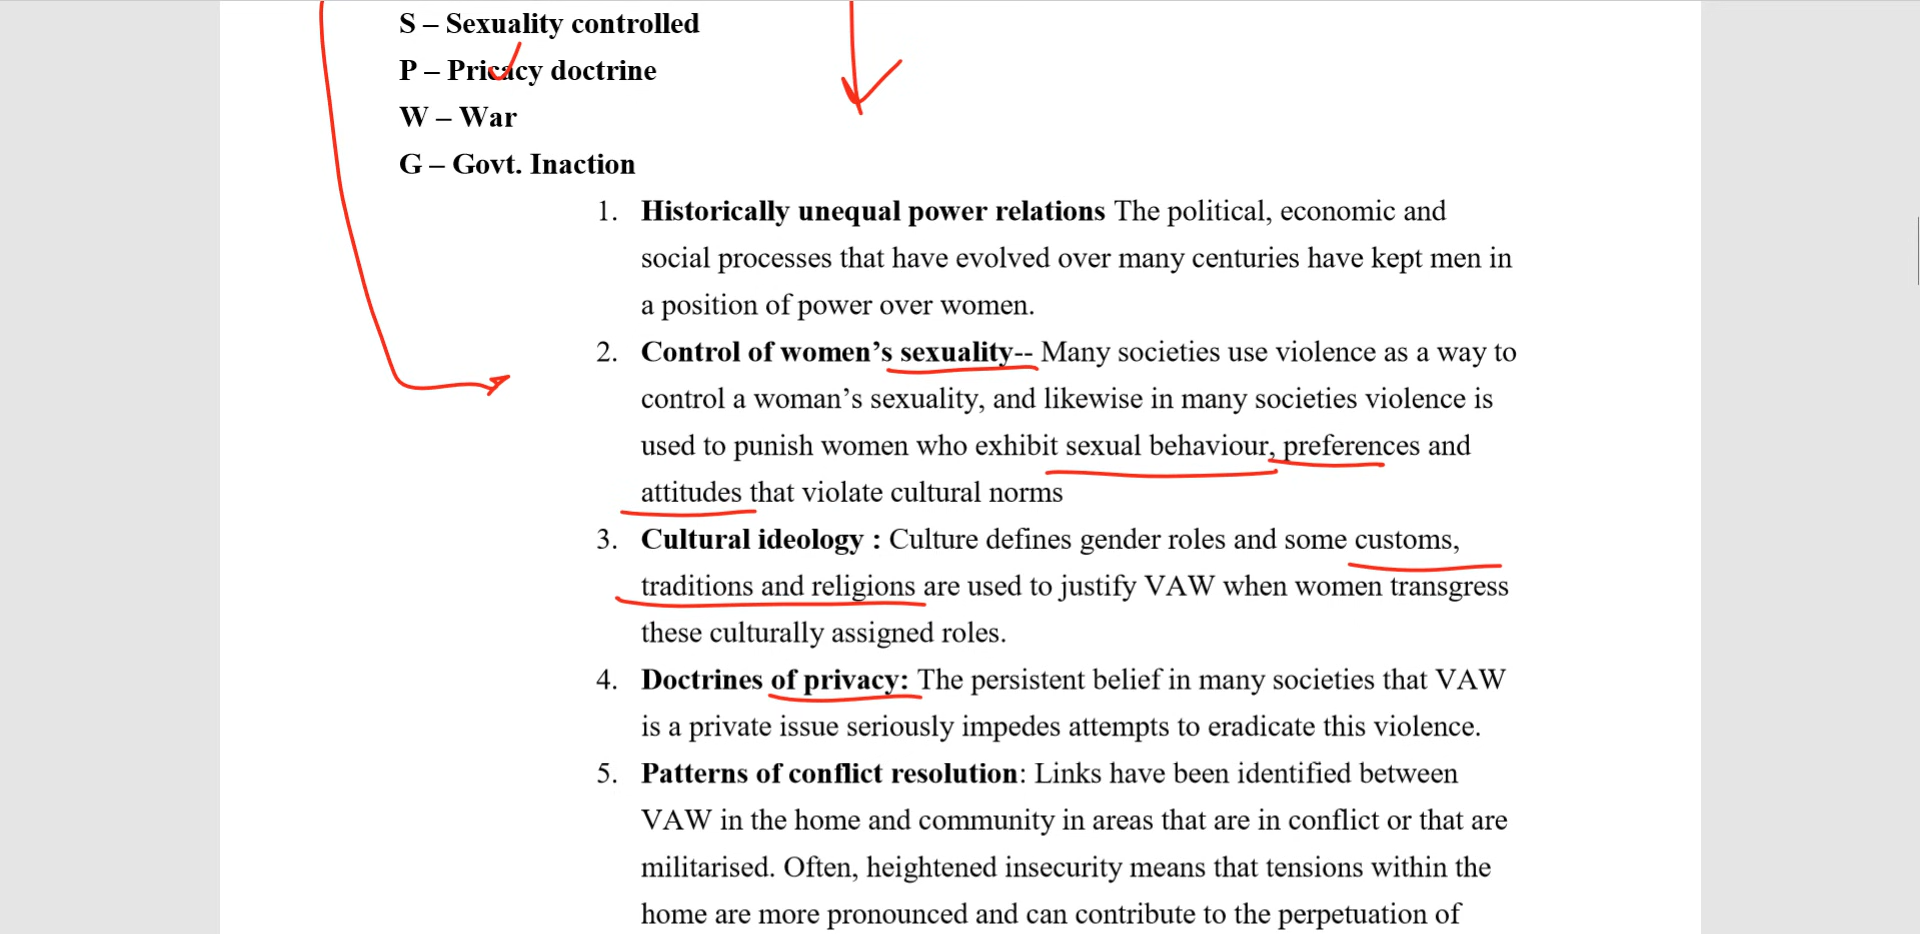 S – Sexuality controlled
P – Pricacy doctrine
W – War
G – Govt. Inaction
1. Historically unequal power relations The political, economic and
social processes that have evolved over many centuries have kept men in
a position of power over women.
2. Control of women’s sexuality-- Many societies use violence as a way to
control a woman’s sexuality, and likewise in many societies violence is
used to punish women who exhibit sexual behaviour, preferences and
attitudes that violate cultural norms
3. Cultural ideology : Culture defines gender roles and some customs,
traditions and religions are used to justify VAW when women transgress
these culturally assigned roles.
4. Doctrines of privacy: The persistent belief in many societies that VAW
is a private issue seriously impedes attempts to eradicate this violence.
5. Patterns of conflict resolution: Links have been identified between
VAW in the home and community in areas that are in conflict or that are
militarised. Often, heightened insecurity means that tensions within the
home are more pronounced and can contribute to the perpetuation of